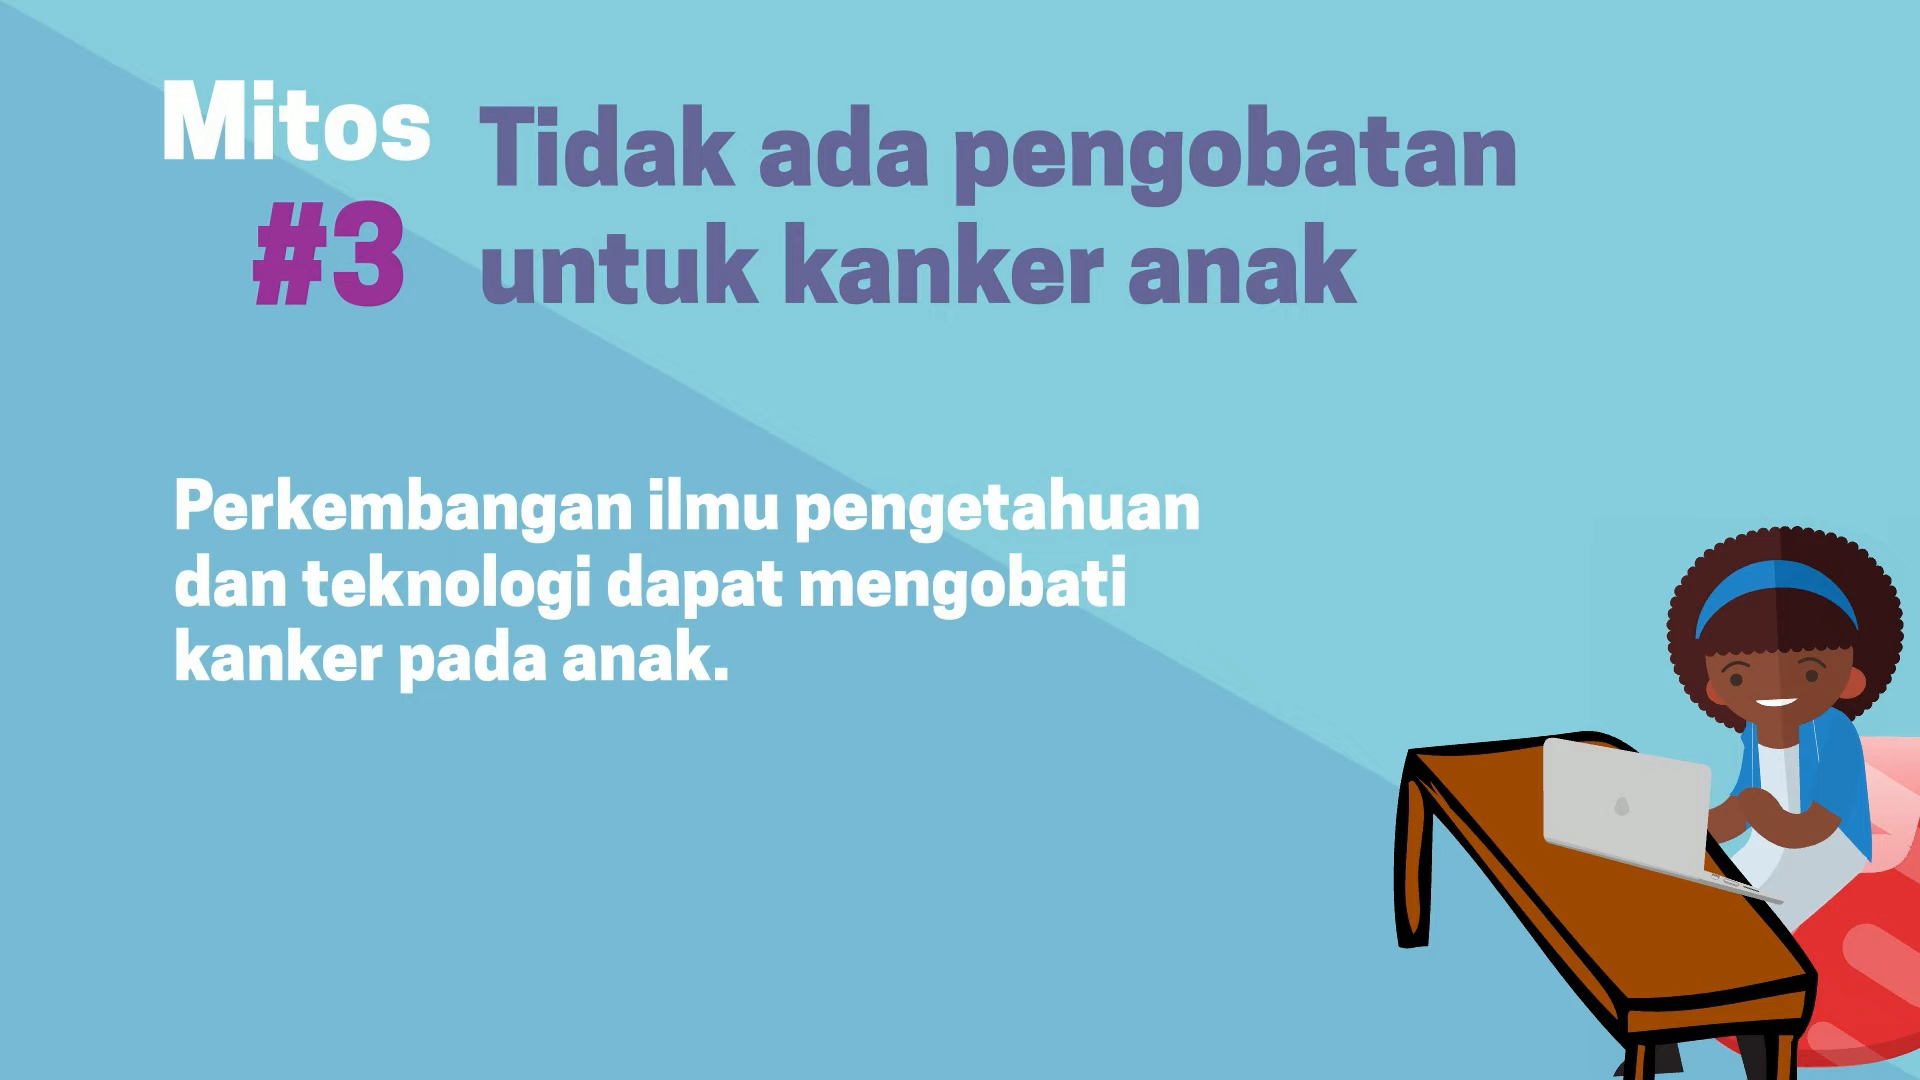 Mitos
#3
Tidak ada pengobatan
untuk kanker anak
Perkembangan ilmu pengetahuan
dan teknologi dapat mengobati
kanker pada anak.